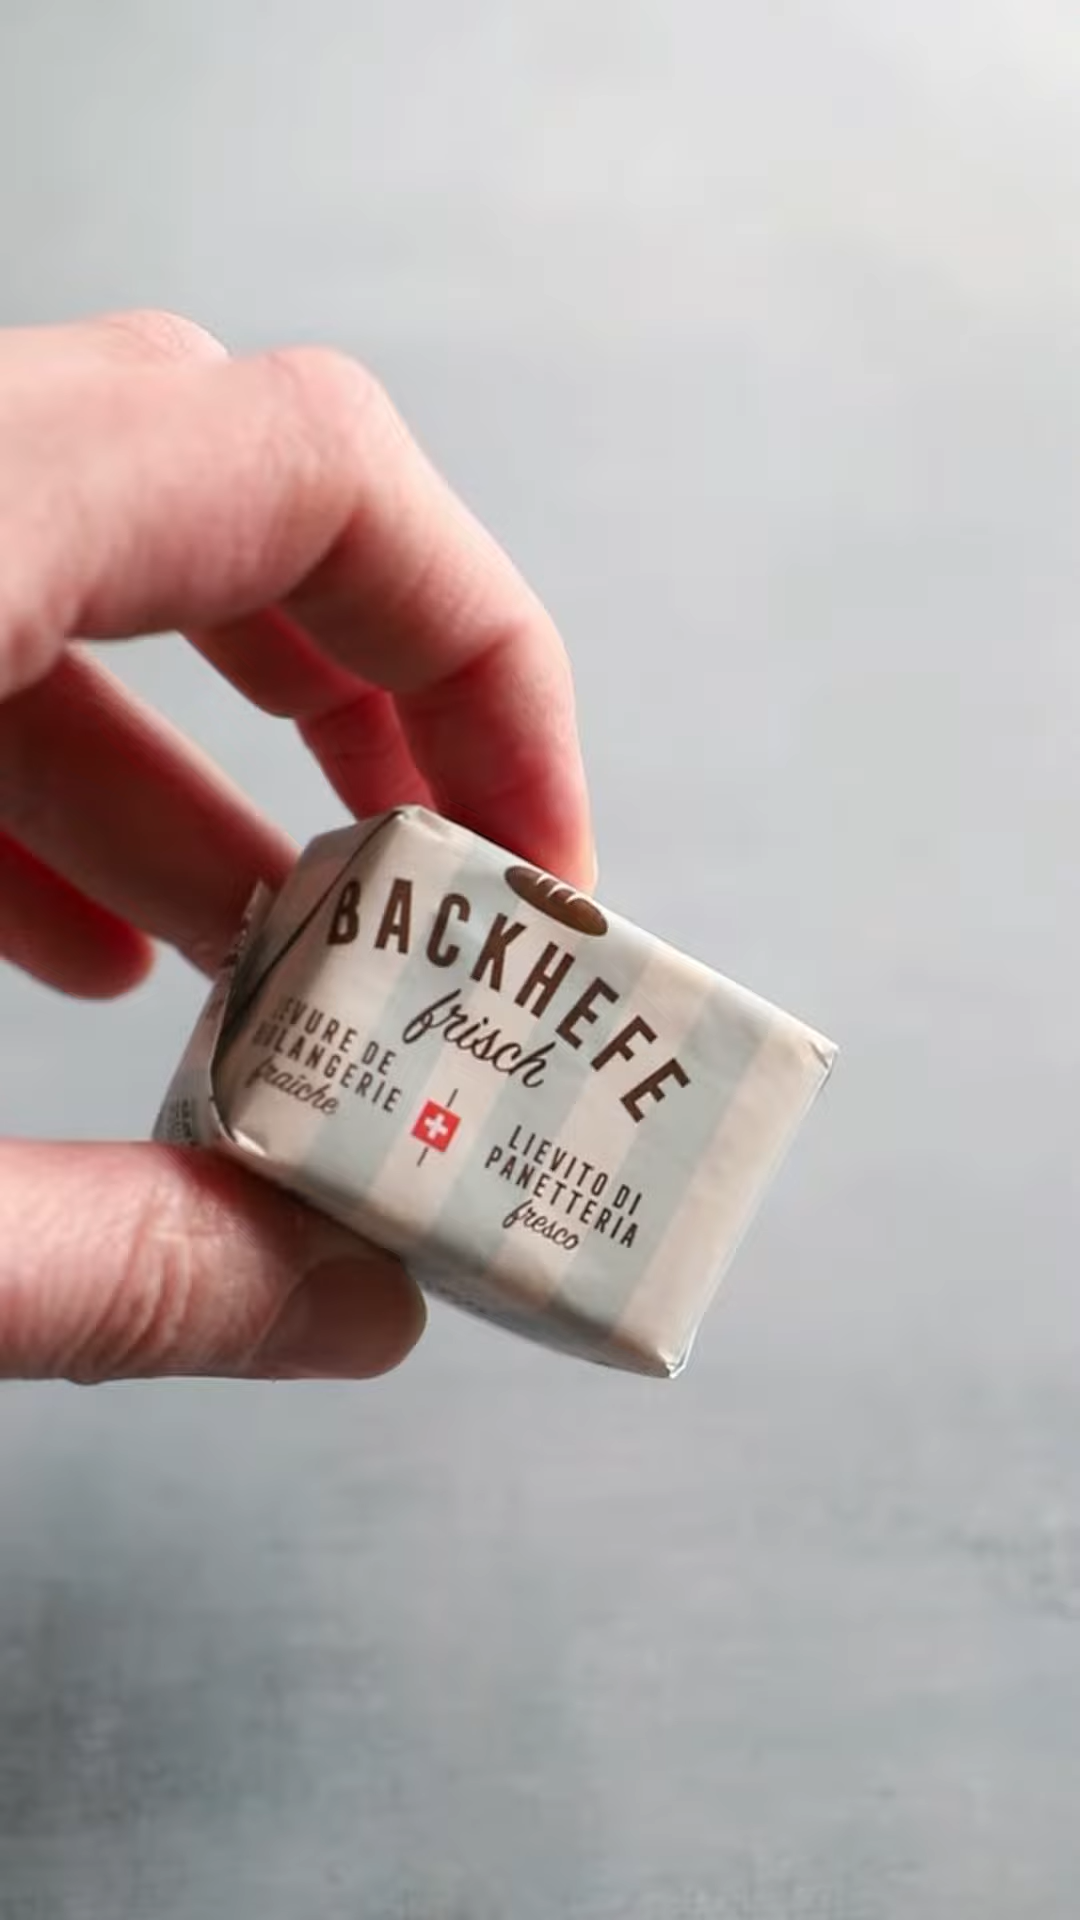 BACKHEFE
frisch
LEVURE DE
BOULANGERIE
fraîche
LIEVITO DI
PANETTERIA
fresco